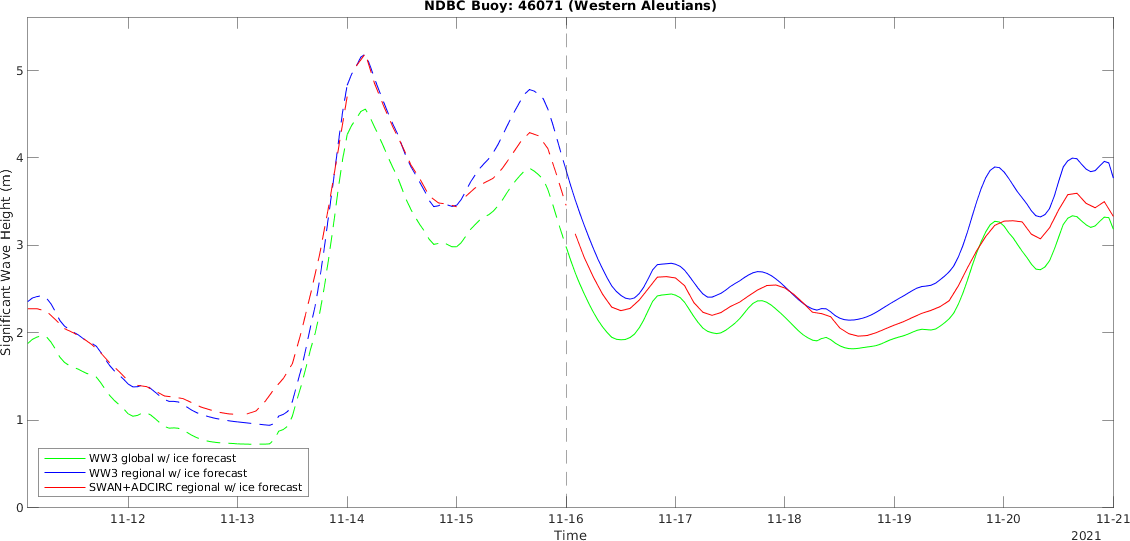 NDBC Buoy: 46071 (Western Aleutians)
Significant Wave Height (m)
5
4
3
2
1
0
WW3 global w/ ice forecast
WW3 regional w/ ice forecast
SWAN+ADCIRC regional w/ ice forecast
11-12 11-13 11-14 11-15 11-16 11-17 11-18 11-19 11-20 11-21
Time
2021